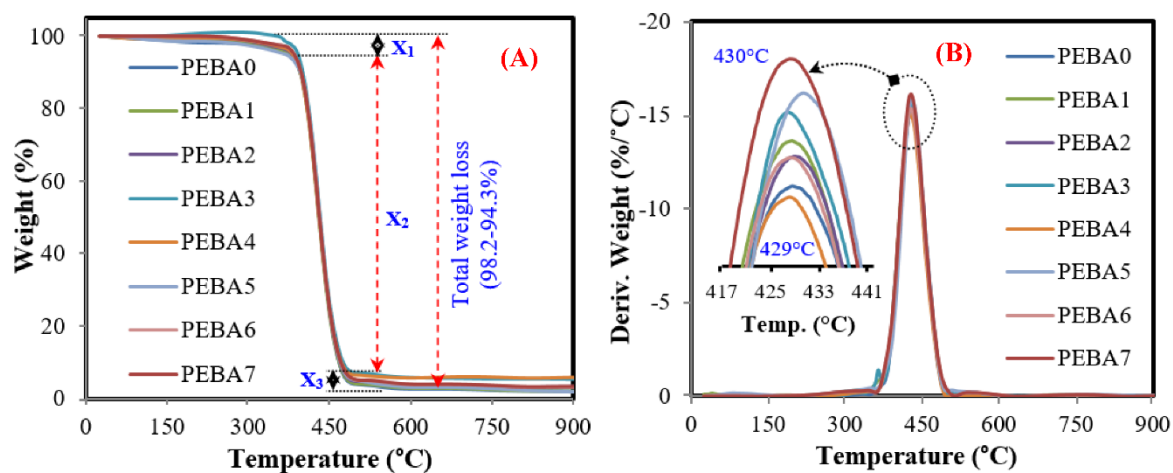 100
80
60
40
20
0
Weight (%)
PEBA0
PEBA1
PEBA2
PEBA3
PEBA4
PEBA5
PEBA6
PEBA7
X₁
(A)
X₂
X₃
Total weight loss
(98.2-94.3%)
0 150 300 450 600 750 900
Temperature (°C)
-20
-15
-10
-5
0
Deriv. Weight (%/°C)
430°C
(B)
429°C
417 425 433 441
Temp. (°C)
PEBA0
PEBA1
PEBA2
PEBA3
PEBA4
PEBA5
PEBA6
PEBA7
0 150 300 450 600 750 900
Temperature (°C)